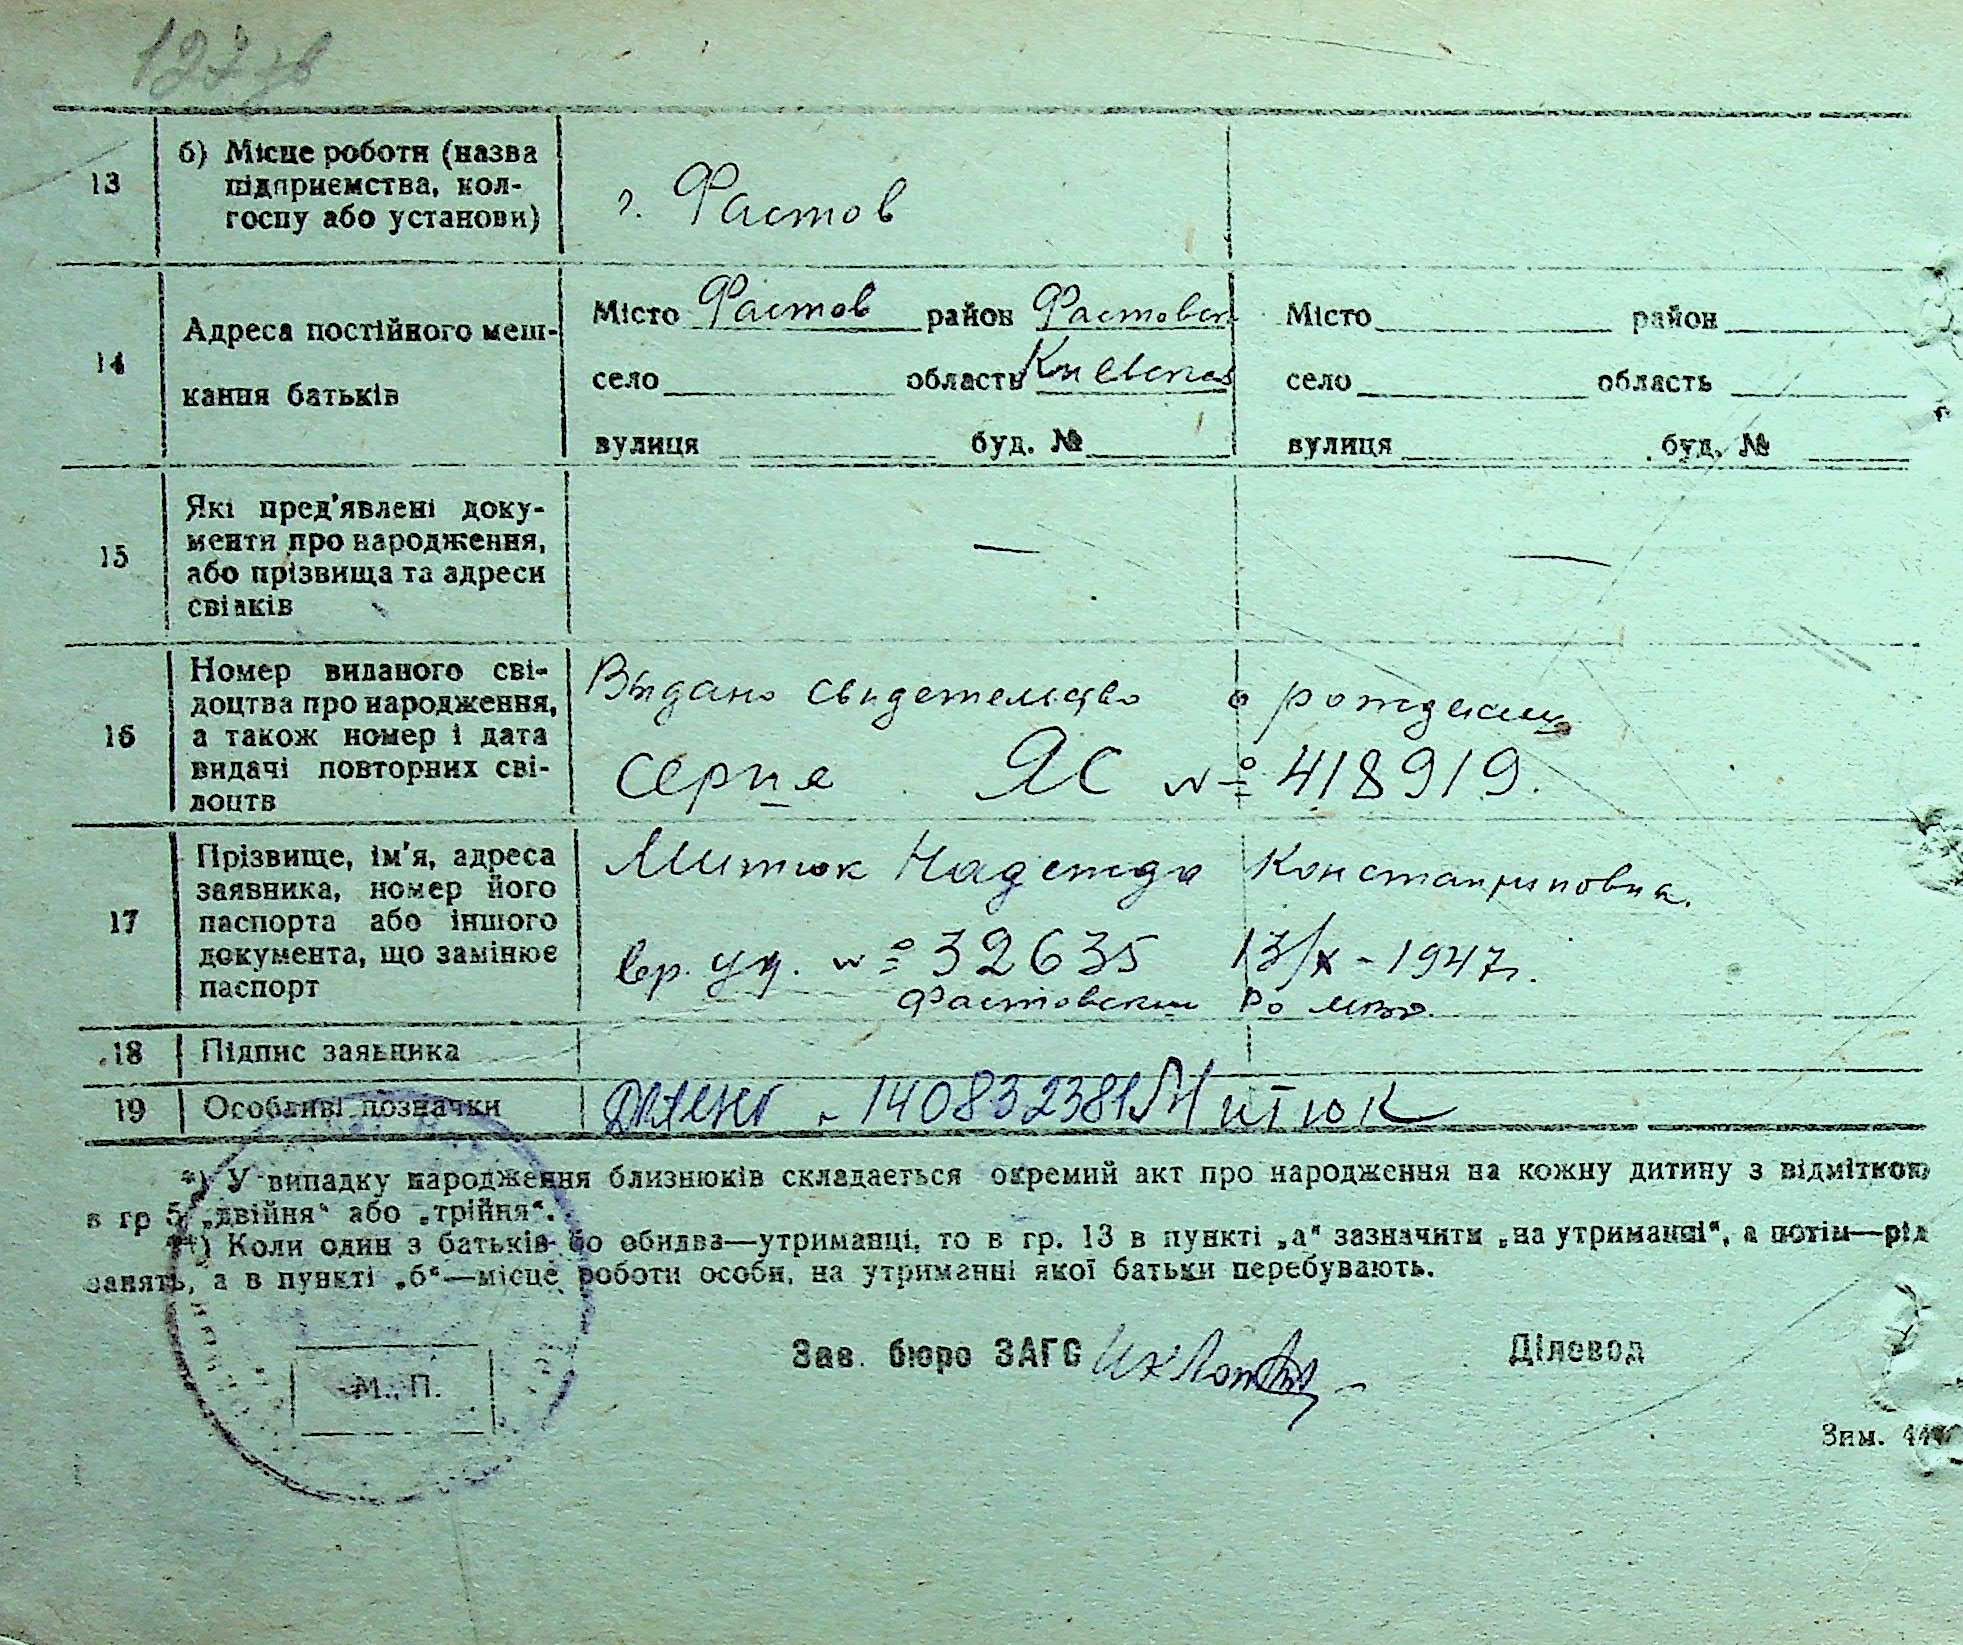 127 зв
13
б) Місце роботи (назва
підприємства, кол-
госпу або установи)
г. Фастов
14
Адреса постійного меш-
кання батьків
Місто Фастов район Фастовск
село область Киевская
вулиця буд. №
Місто район
село область
вулиця буд. №
15
Які пред'явлені доку-
менти про народження,
або прізвища та адреси
свідків
—
—
16
Номер виданого сві-
доцтва про народження,
а також номер і дата
видачі повторних сві-
доцтв
Выдано свидетельство о рождении
серия ЯС № 418919.
17
Прізвище, ім'я, адреса
заявника, номер його
паспорта або іншого
документа, що замінює
паспорт
Митюк Надежда Константиновна.
вр. уд. № 32635 13/X - 1947г.
Фастовский Ро МВД.
18
Підпис заявника
19
Особливі позначки
140832381 Митюк
*) У випадку народження близнюків складається окремий акт про народження на кожну дитину з відміткою
в гр 5 „двійня“ або „трійня“.
**) Коли один з батьків бо обидва—утриманці, то в гр. 13 в пункті „а“ зазначити „на утриманні“, а потім—рід
занять, а в пункті „б“—місце роботи особи, на утриманні якої батьки перебувають.
Зав. бюро ЗАГС
Діловод
М. П.
Зам.